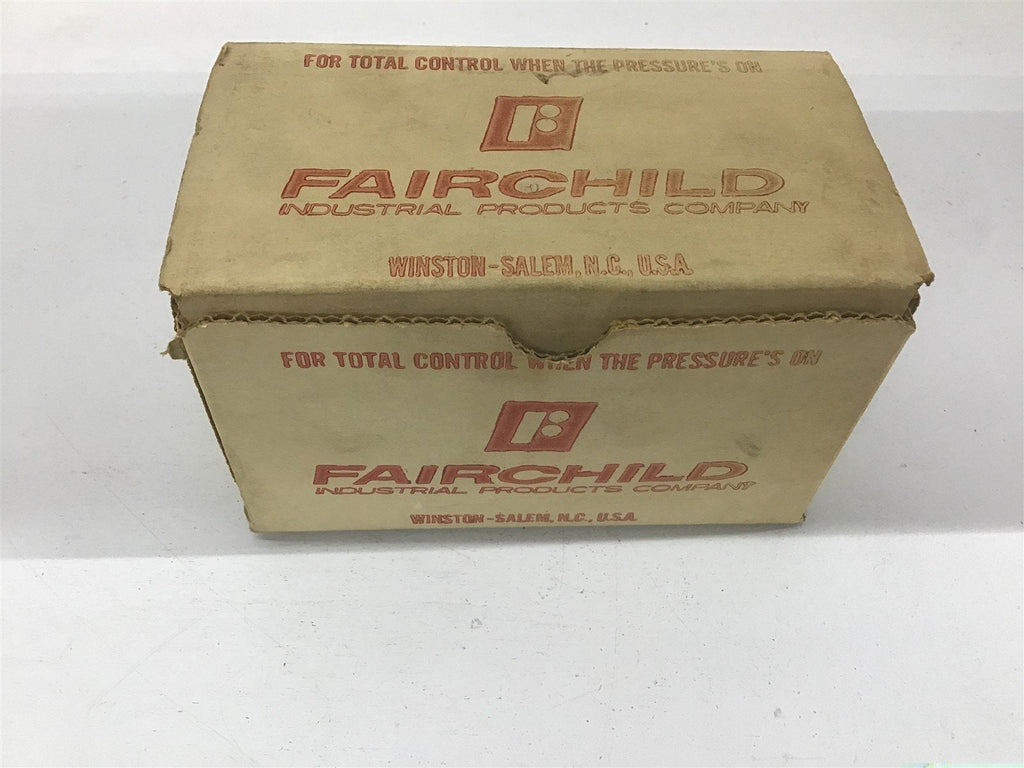 FOR TOTAL CONTROL WHEN THE PRESSURE'S ON
FAIRCHILD
INDUSTRIAL PRODUCTS COMPANY
WINSTON-SALEM, N.C., U.S.A.
FOR TOTAL CONTROL WHEN THE PRESSURE'S ON
FAIRCHILD
INDUSTRIAL PRODUCTS COMPANY
WINSTON-SALEM, N.C., U.S.A.